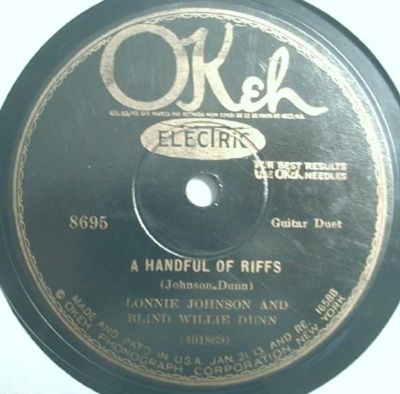 OKeh
ELECTRIC
FOR BEST RESULTS
USE OKeh NEEDLES
8695
Guitar Duet
A HANDFUL OF RIFFS
(Johnson-Dunn)
LONNIE JOHNSON AND
BLIND WILLIE DUNN
(401869)
MADE AND PAT'D IN U.S.A. JAN 21, 13 AND RE 16588
© OKEH PHONOGRAPH CORPORATION, NEW YORK